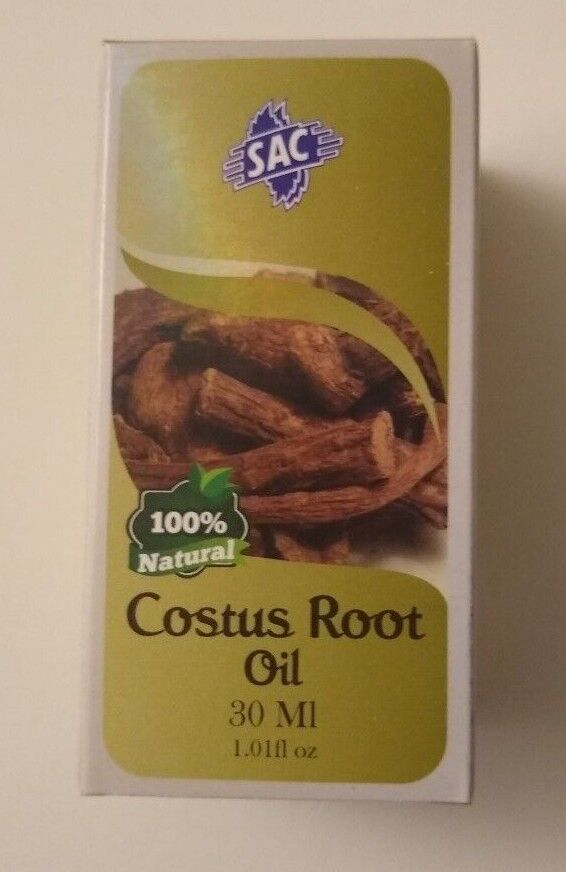 SAC
100%
Natural
Costus Root
Oil
30 Ml
1.01fl oz